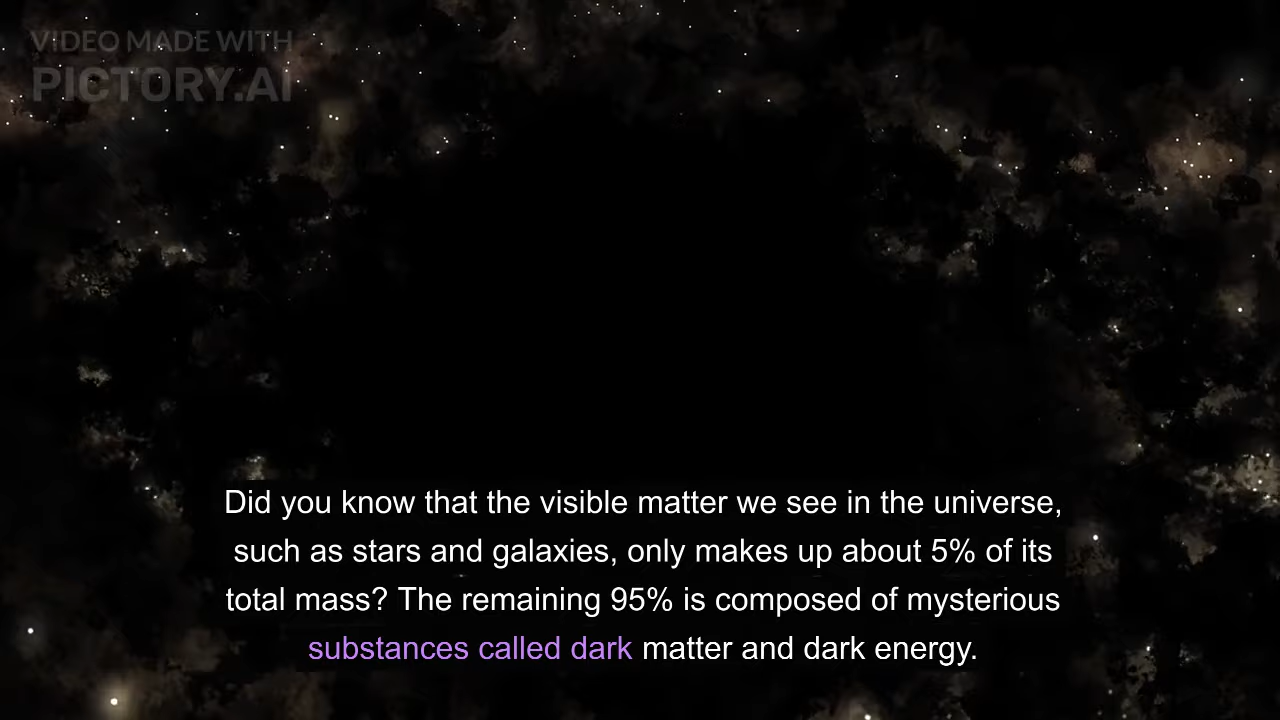 VIDEO MADE WITH
PICTORY.AI
Did you know that the visible matter we see in the universe,
such as stars and galaxies, only makes up about 5% of its
total mass? The remaining 95% is composed of mysterious
substances called dark matter and dark energy.